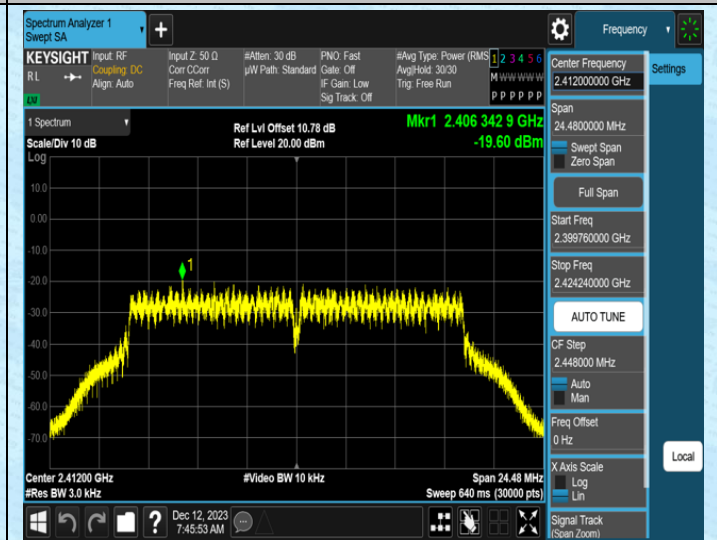 Spectrum Analyzer 1
Swept SA
+
Frequency
KEYSIGHT
RL
LXI
Input: RF
Coupling: DC
Align: Auto
Input Z: 50 Ω
Corr CCorr
Freq Ref: Int (S)
#Atten: 30 dB
µW Path: Standard
PNO: Fast
Gate: Off
IF Gain: Low
Sig Track: Off
#Avg Type: Power (RMS
Avg|Hold: 30/30
Trig: Free Run
1 2 3 4 5 6
M W W W W W
P P P P P P
1 Spectrum
Scale/Div 10 dB
Log
Ref Lvl Offset 10.78 dB
Ref Level 20.00 dBm
Mkr1 2.406 342 9 GHz
-19.60 dBm
10.0
0.00
-10.0
-20.0
-30.0
-40.0
-50.0
-60.0
-70.0
1
Center 2.41200 GHz
#Res BW 3.0 kHz
#Video BW 10 kHz
Span 24.48 MHz
Sweep 640 ms (30000 pts)
Center Frequency
2.412000000 GHz
Span
24.4800000 MHz
Swept Span
Zero Span
Full Span
Start Freq
2.399760000 GHz
Stop Freq
2.424240000 GHz
AUTO TUNE
CF Step
2.448000 MHz
Auto
Man
Freq Offset
0 Hz
X Axis Scale
Log
Lin
Signal Track
(Span Zoom)
Settings
Local
?
Dec 12, 2023
7:45:53 AM